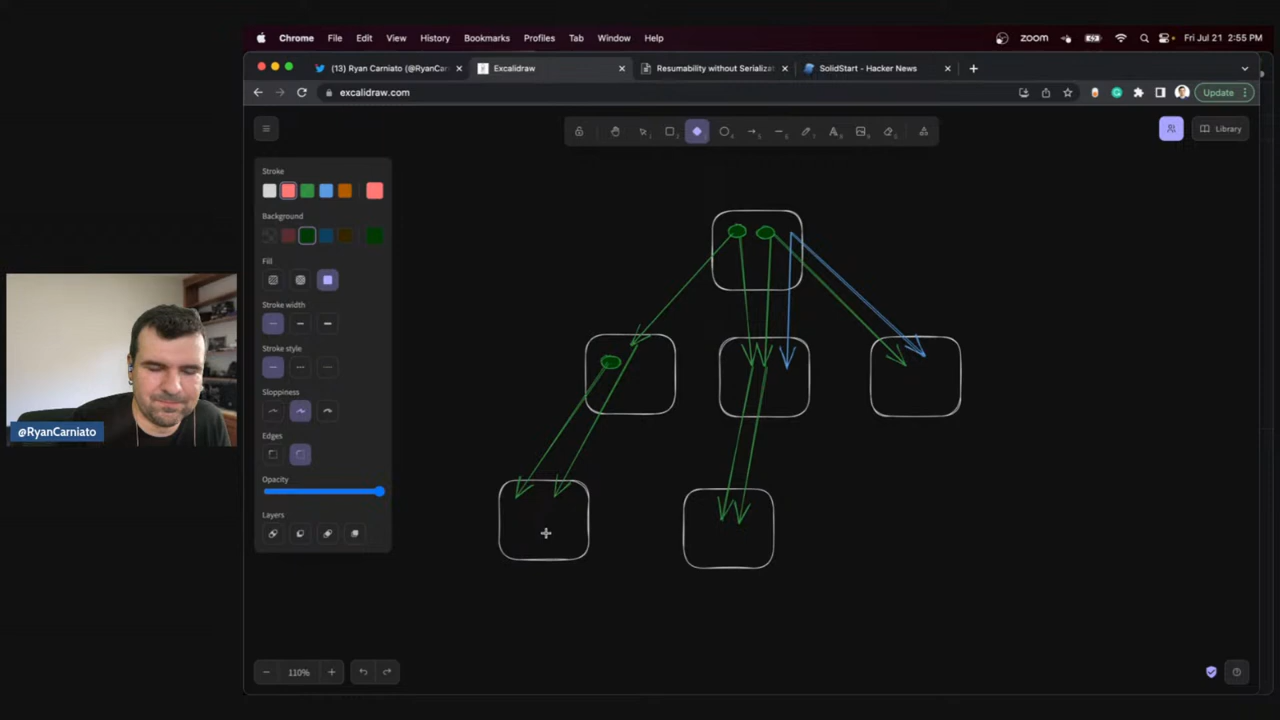 Chrome File Edit View History Bookmarks Profiles Tab Window Help
zoom
Fri Jul 21 2:55 PM
(13) Ryan Carniato (@RyanCar
Excalidraw
Resumability without Serializat
SolidStart - Hacker News
excalidraw.com
Update
Library
Stroke
Background
Fill
Stroke width
Stroke style
Sloppiness
Edges
Opacity
Layers
@RyanCarniato
110%